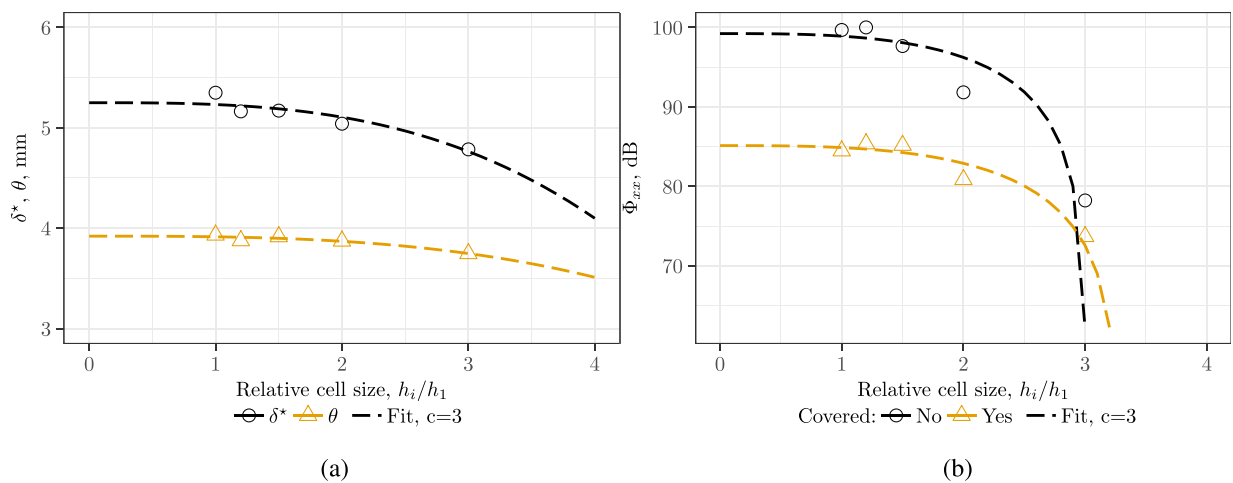 6
5
4
3
δ⋆, θ, mm
0 1 2 3 4
Relative cell size, hᵢ/h₁
δ⋆ θ Fit, c=3
(a)
100
90
80
70
Φₓₓ, dB
0 1 2 3 4
Relative cell size, hᵢ/h₁
Covered: No Yes Fit, c=3
(b)